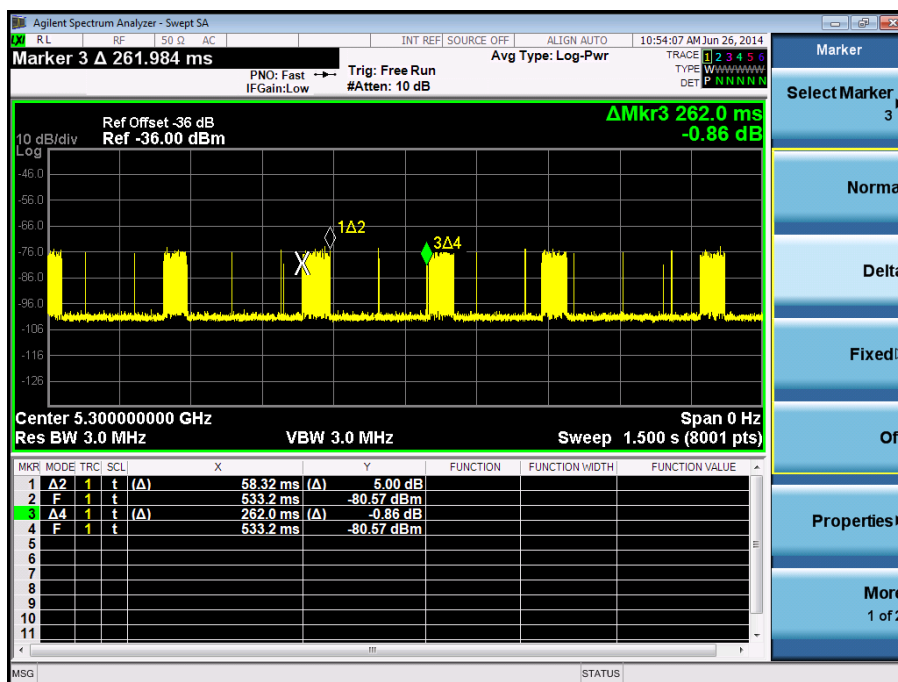 Agilent Spectrum Analyzer - Swept SA
LXI RL RF 50 Ω AC INT REF SOURCE OFF ALIGN AUTO 10:54:07 AM Jun 26, 2014
Marker 3 Δ 261.984 ms
PNO: Fast
IFGain:Low
Trig: Free Run
#Atten: 10 dB
Avg Type: Log-Pwr
TRACE 1 2 3 4 5 6
TYPE WWWWWW
DET P N N N N N
Ref Offset -36 dB
Ref -36.00 dBm
10 dB/div
Log
ΔMkr3 262.0 ms
-0.86 dB
-46.0
-56.0
-66.0
-76.0
-86.0
-96.0
-106
-116
-126
1Δ2
3Δ4
X
Center 5.300000000 GHz
Span 0 Hz
Res BW 3.0 MHz
VBW 3.0 MHz
Sweep 1.500 s (8001 pts)
MKR MODE TRC SCL X Y FUNCTION FUNCTION WIDTH FUNCTION VALUE
1 Δ2 1 t (Δ) 58.32 ms (Δ) 5.00 dB
2 F 1 t 533.2 ms -80.57 dBm
3 Δ4 1 t (Δ) 262.0 ms (Δ) -0.86 dB
4 F 1 t 533.2 ms -80.57 dBm
5
6
7
8
9
10
11
MSG
STATUS
Marker
Select Marker
3
Norma
Delta
Fixed
Of
Properties
More
1 of 2